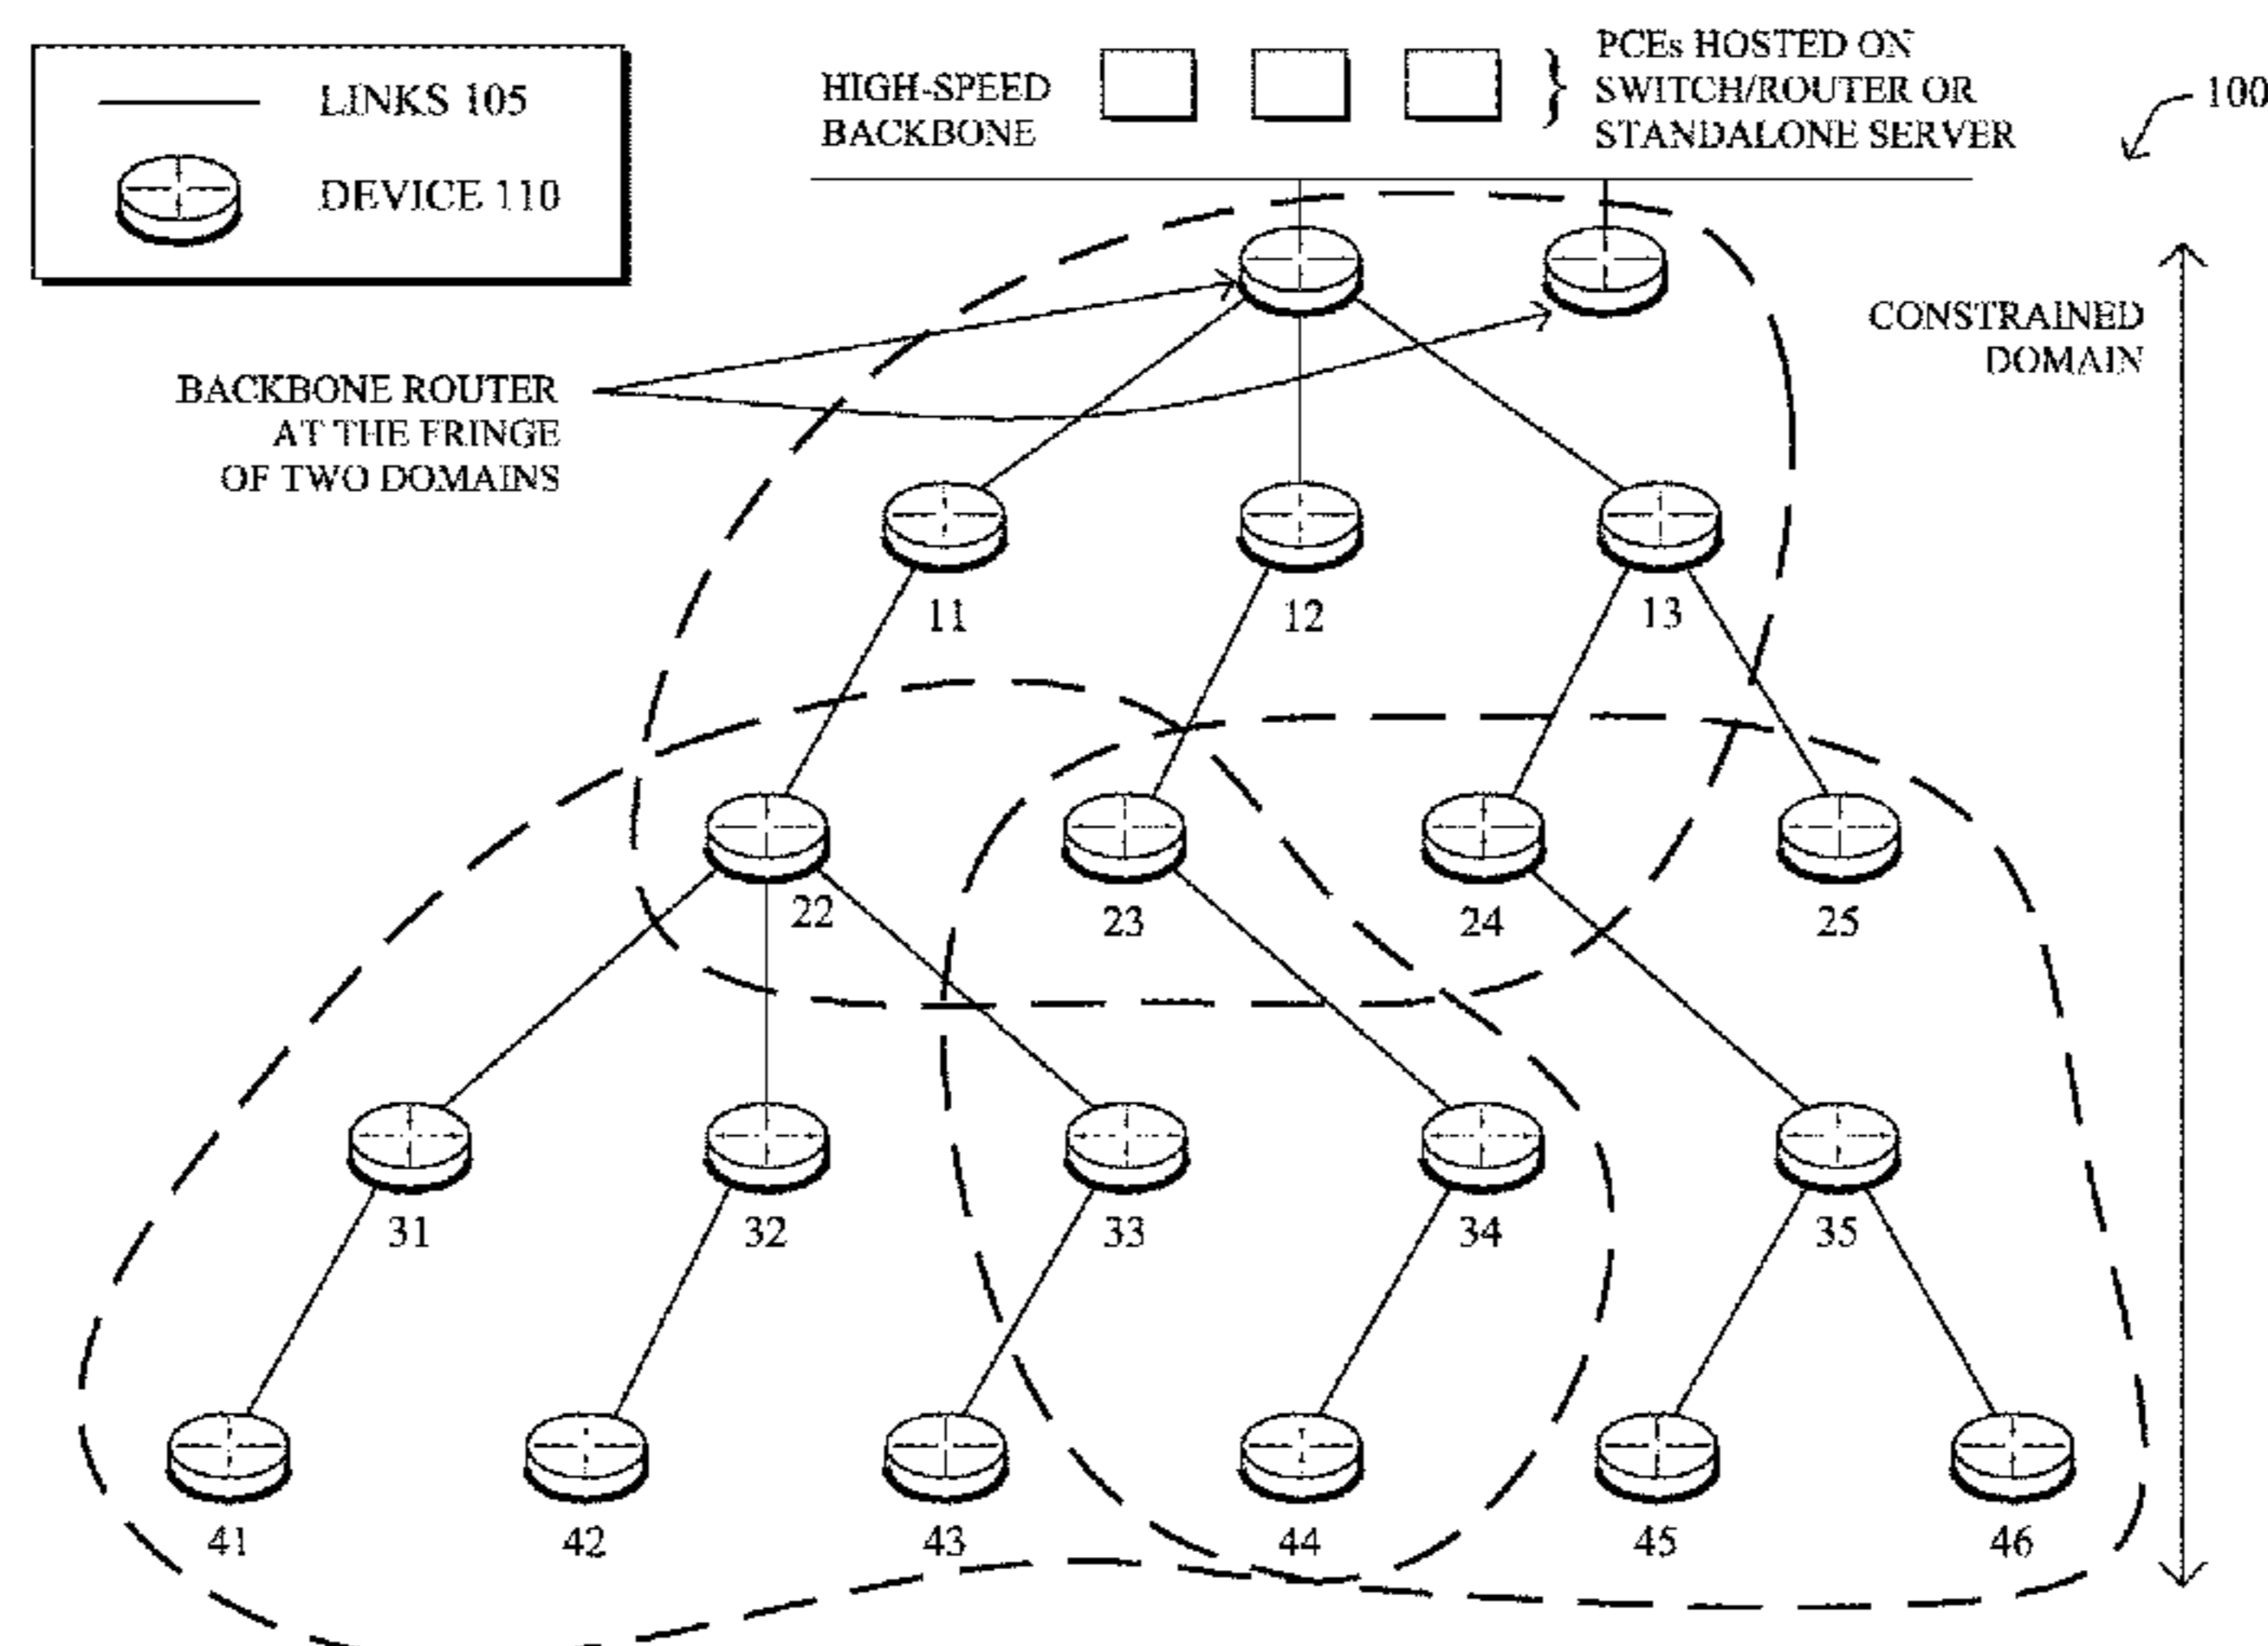 LINKS 105
DEVICE 110
HIGH-SPEED
BACKBONE
PCEs HOSTED ON
SWITCH/ROUTER OR
STANDALONE SERVER
100
CONSTRAINED
DOMAIN
BACKBONE ROUTER
AT THE FRINGE
OF TWO DOMAINS
11
12
13
22
23
24
25
31
32
33
34
35
41
42
43
44
45
46